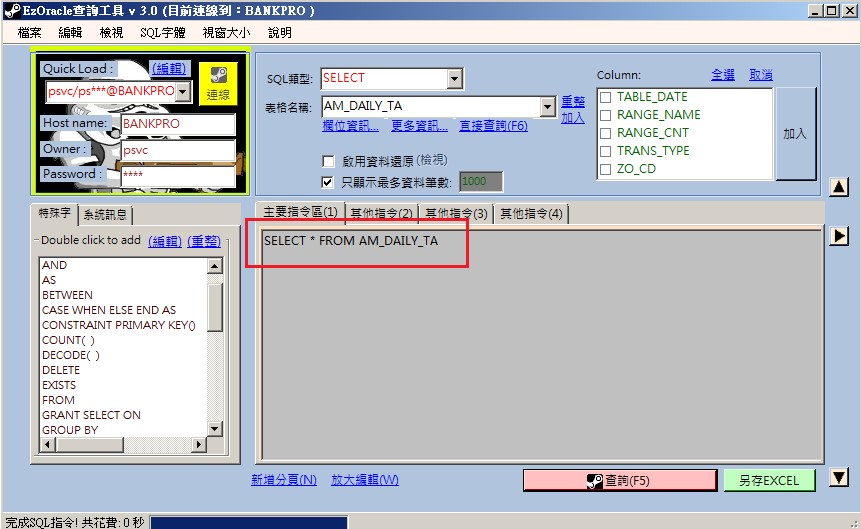 EzOracle查詢工具 v 3.0 (目前連線到：BANKPRO )
檔案 編輯 檢視 SQL字體 視窗大小 說明
Quick Load : (編輯)
psvc/ps***@BANKPRO
連線
Host name: BANKPRO
Owner : psvc
Password : ****
SQL類型: SELECT
表格名稱: AM_DAILY_TA
重整
加入
欄位資訊... 更多資訊... 直接查詢(F6)
啟用資料還原 (檢視)
只顯示最多資料筆數: 1000
Column: 全選 取消
TABLE_DATE
RANGE_NAME
RANGE_CNT
TRANS_TYPE
ZO_CD
加入
特殊字 系統訊息
Double click to add (編輯) (重整)
AND
AS
BETWEEN
CASE WHEN ELSE END AS
CONSTRAINT PRIMARY KEY()
COUNT( )
DECODE( )
DELETE
EXISTS
FROM
GRANT SELECT ON
GROUP BY
主要指令區(1) 其他指令(2) 其他指令(3) 其他指令(4)
SELECT * FROM AM_DAILY_TA
新增分頁(N) 放大編輯(W)
查詢(F5)
另存EXCEL
完成SQL指令! 共花費: 0 秒